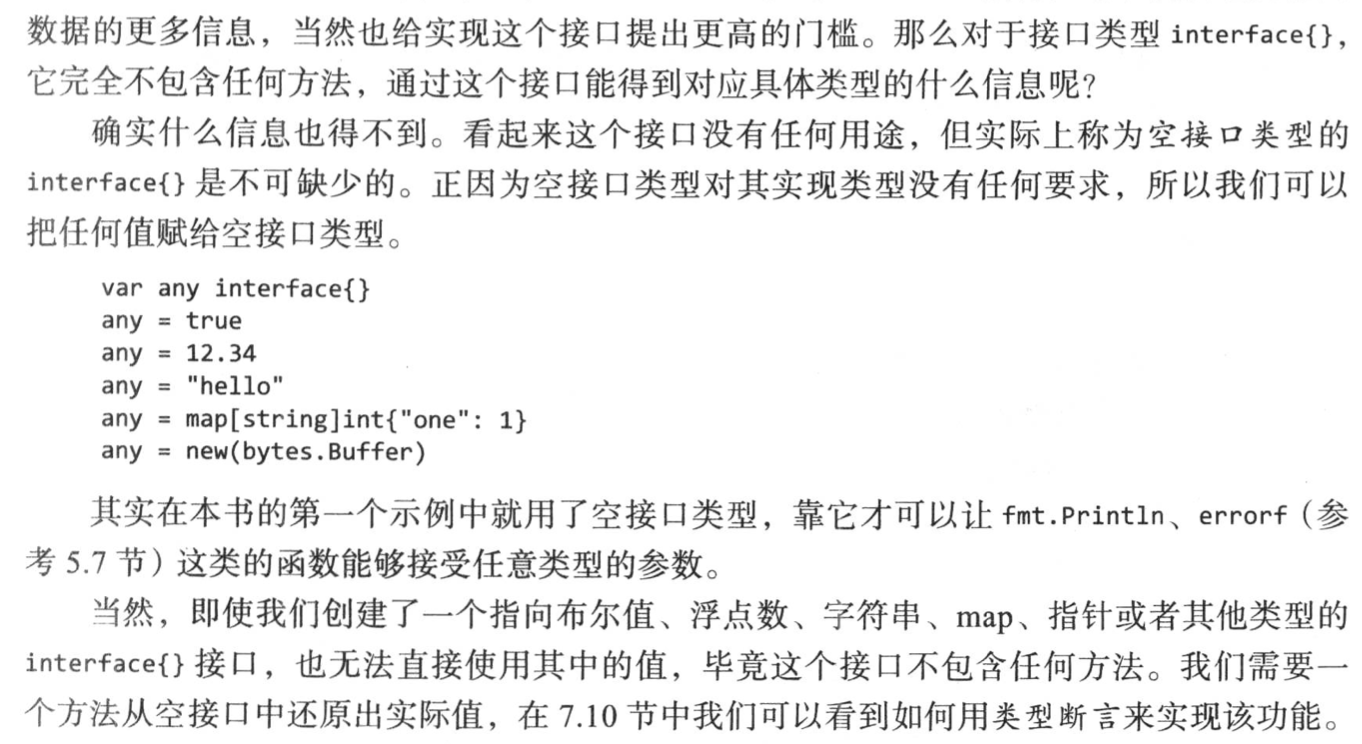 数据的更多信息，当然也给实现这个接口提出更高的门槛。那么对于接口类型 interface{}，
它完全不包含任何方法，通过这个接口能得到对应具体类型的什么信息呢？
确实什么信息也得不到。看起来这个接口没有任何用途，但实际上称为空接口类型的
interface{} 是不可缺少的。正因为空接口类型对其实现类型没有任何要求，所以我们可以
把任何值赋给空接口类型。
var any interface{}
any = true
any = 12.34
any = "hello"
any = map[string]int{"one": 1}
any = new(bytes.Buffer)
其实在本书的第一个示例中就用了空接口类型，靠它才可以让 fmt.Println、errorf（参
考 5.7 节）这类的函数能够接受任意类型的参数。
当然，即使我们创建了一个指向布尔值、浮点数、字符串、map、指针或者其他类型的
interface{} 接口，也无法直接使用其中的值，毕竟这个接口不包含任何方法。我们需要一
个方法从空接口中还原出实际值，在 7.10 节中我们可以看到如何用类型断言来实现该功能。